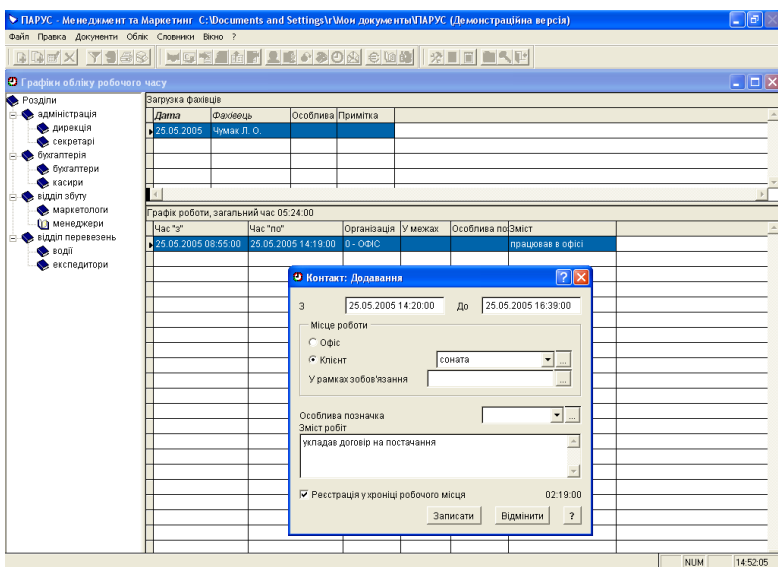 ПАРУС - Менеджмент та Маркетинг C:\Documents and Settings\r\Мои документы\ПАРУС (Демонстраційна версія)
Файл Правка Документи Облік Словники Вікно ?
Графіки обліку робочого часу
Розділи
адміністрація
дирекція
секретарі
бухгалтерія
бухгалтери
касири
відділ збуту
маркетологи
менеджери
відділ перевезень
водії
експедитори
Загрузка фахівців
Дата Фахівець Особлива Примітка
25.05.2005 Чумак Л. О.
Графік роботи, загальний час 05:24:00
Час "з" Час "по" Організація У межах Особлива по Зміст
25.05.2005 08:55:00 25.05.2005 14:19:00 0 - ОФІС працював в офісі
Контакт: Додавання
З 25.05.2005 14:20:00 До 25.05.2005 16:39:00
Місце роботи
Офіс
Клієнт соната ...
У рамках зобов'язання ...
Особлива позначка ...
Зміст робіт
укладав договір на постачання
Реєстрація у хроніці робочого місця 02:19:00
Записати Відмінити ?
NUM 14:52:05